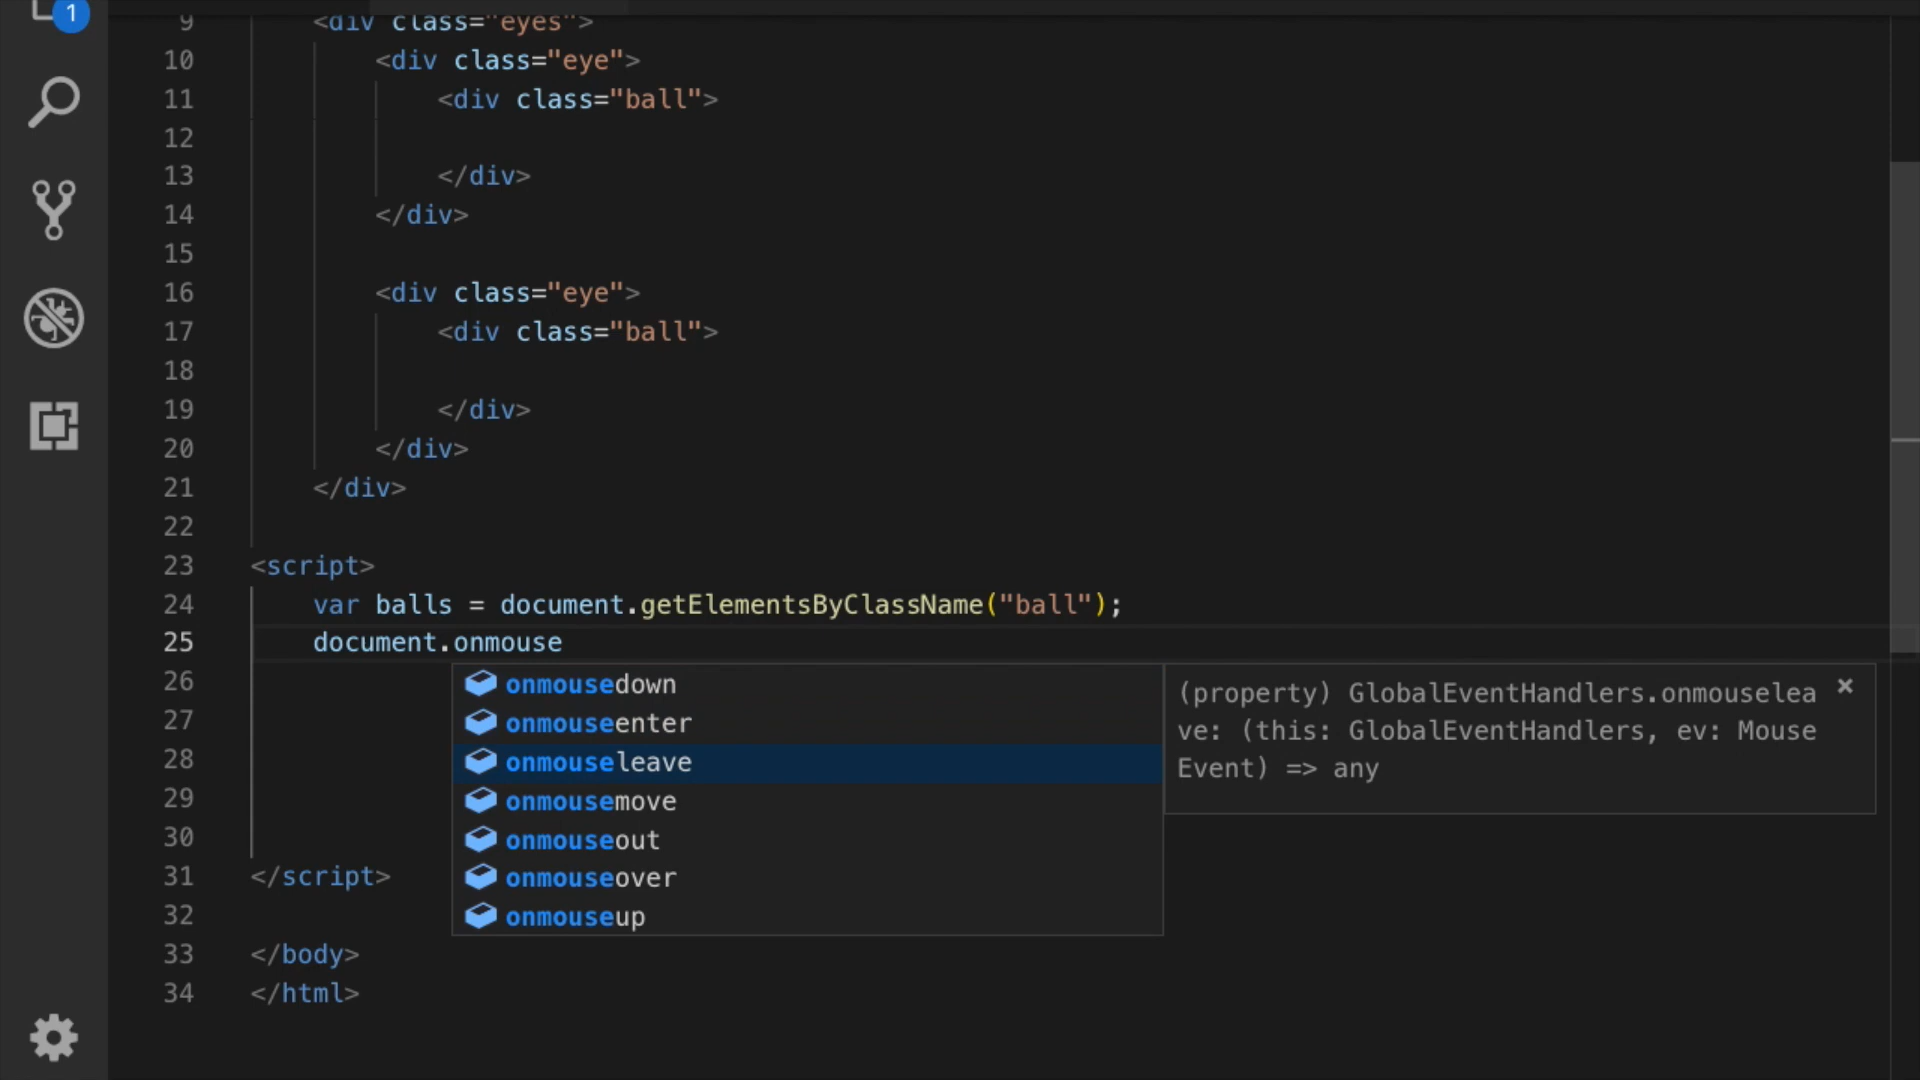 1
9 <div class="eyes">
10 <div class="eye">
11 <div class="ball">
12
13 </div>
14 </div>
15
16 <div class="eye">
17 <div class="ball">
18
19 </div>
20 </div>
21 </div>
22
23 <script>
24 var balls = document.getElementsByClassName("ball");
25 document.onmouse
26 onmousedown
27 onmouseenter
28 onmouseleave
29 onmousemove
30 onmouseout
31 </script>
onmouseover
32
onmouseup
33 </body>
34 </html>
(property) GlobalEventHandlers.onmouselea
ve: (this: GlobalEventHandlers, ev: Mouse
Event) => any